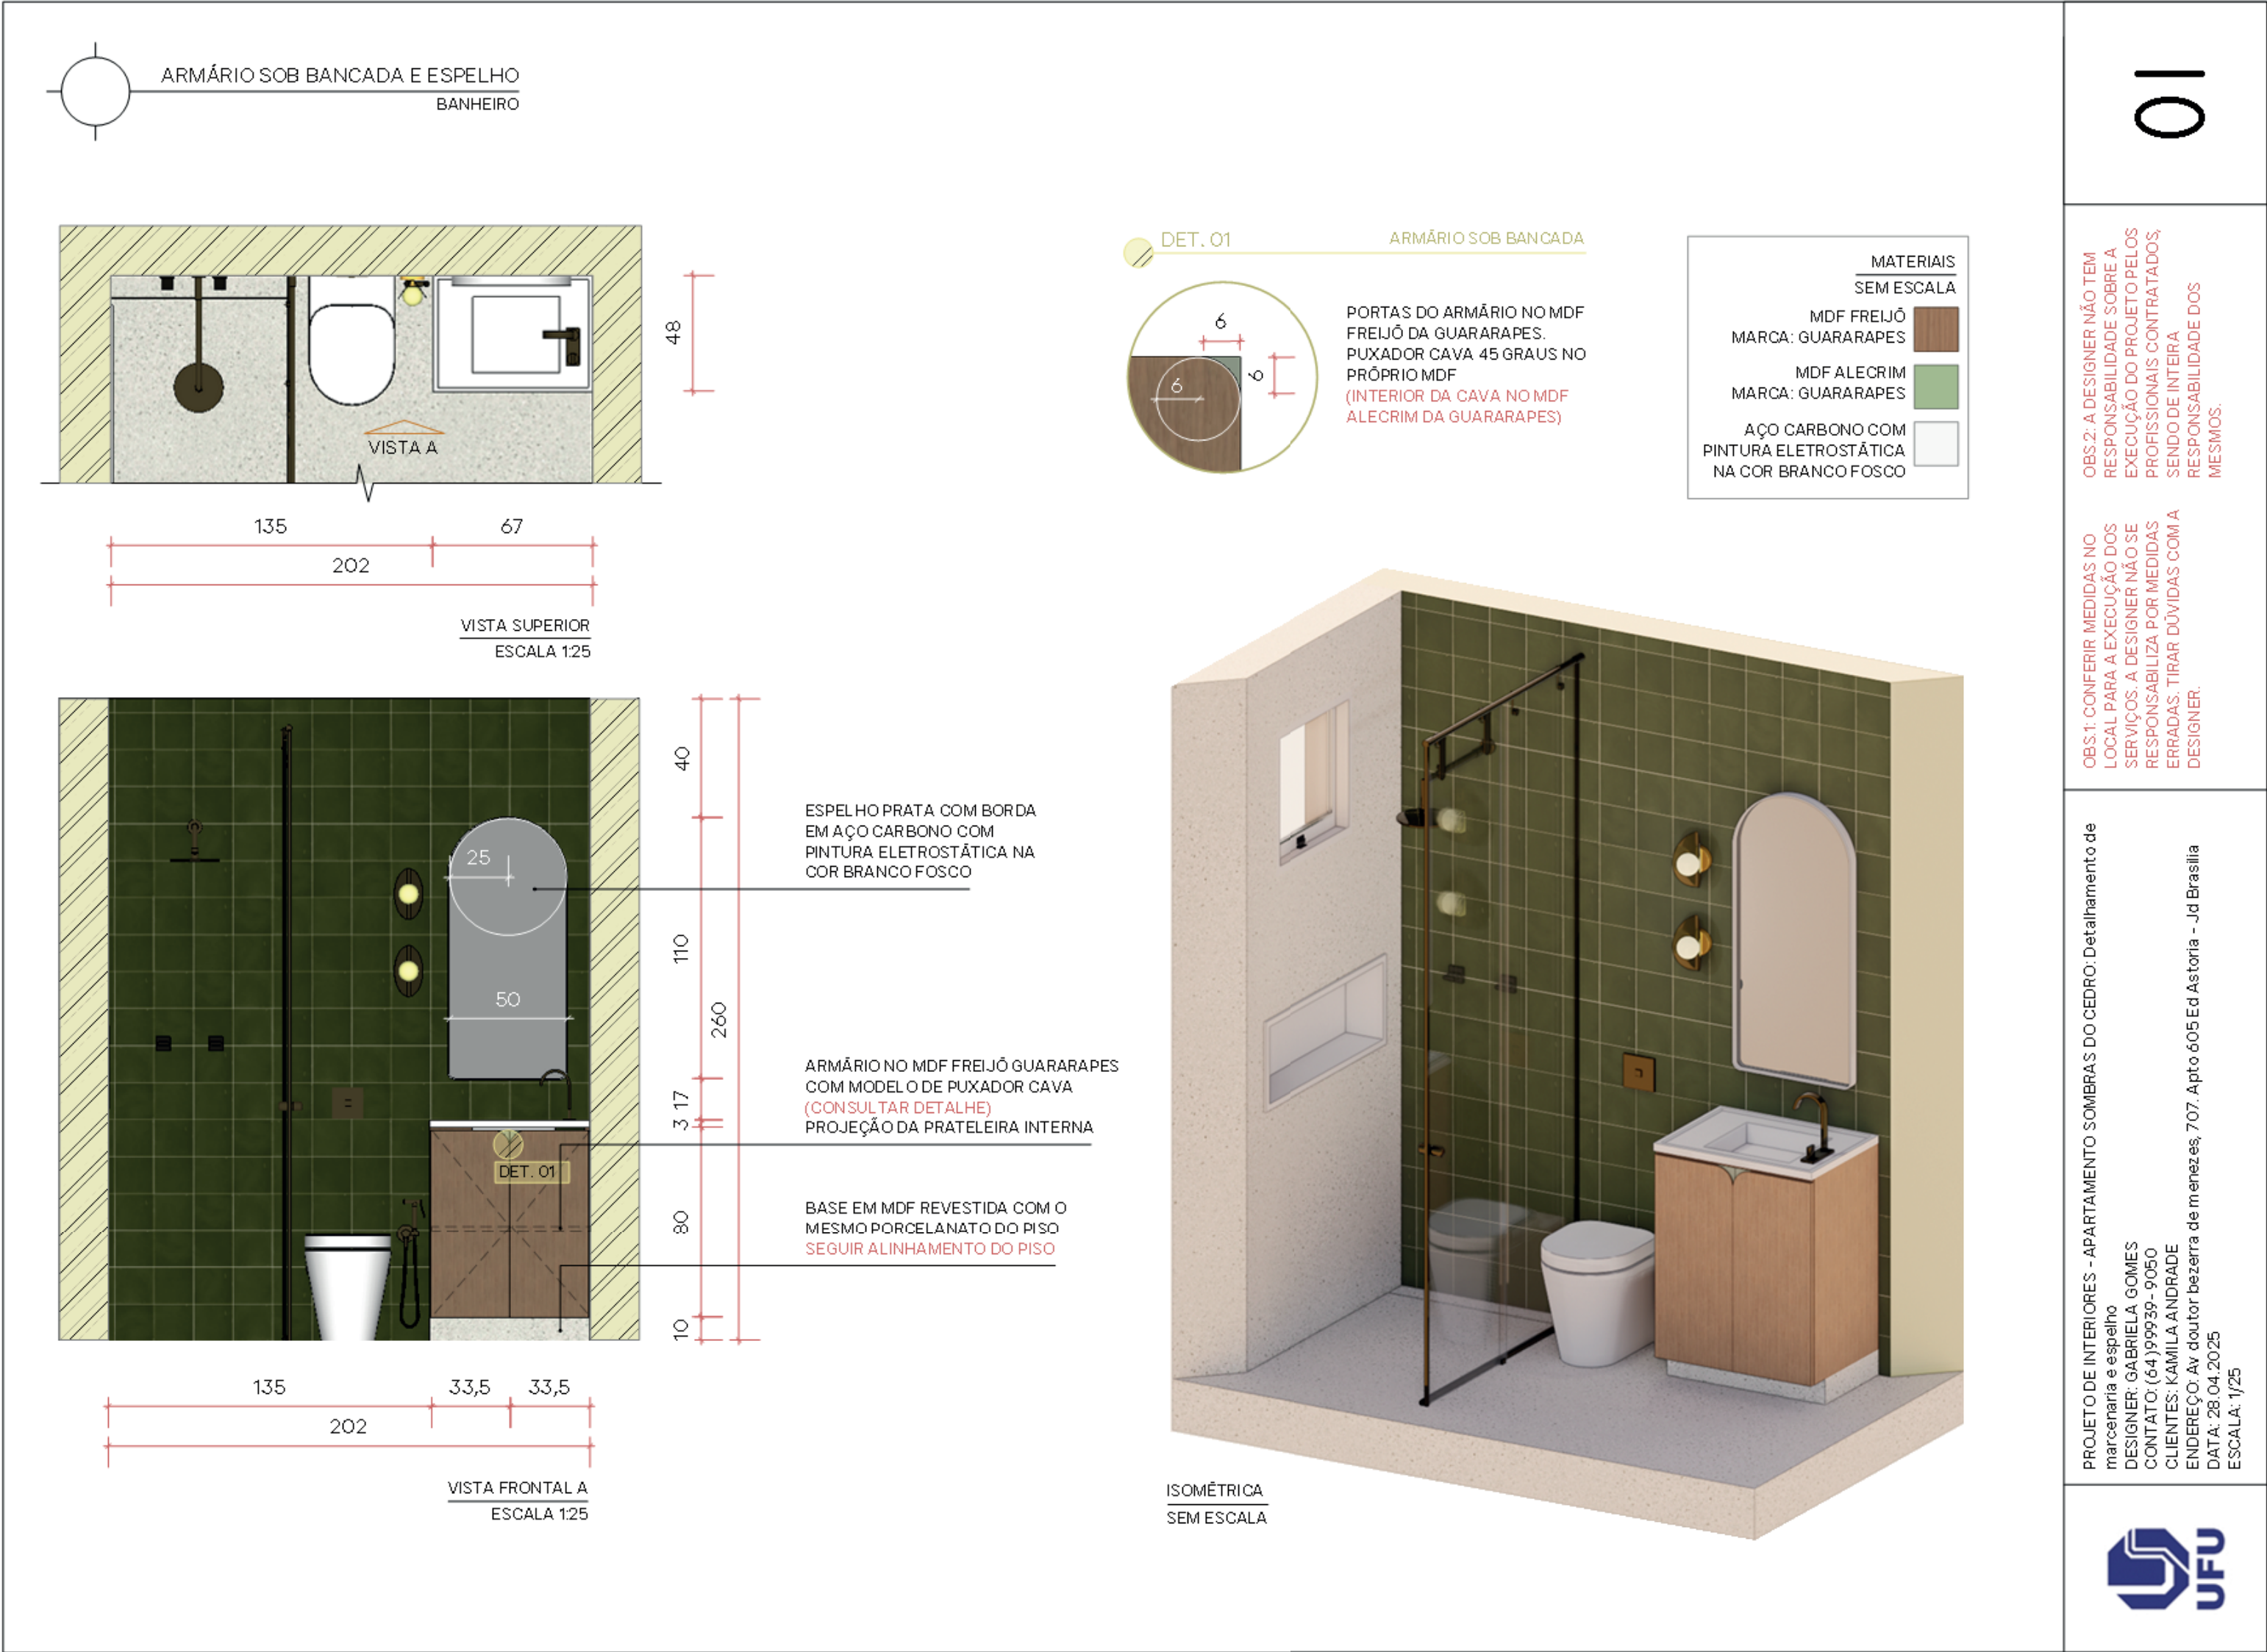 ARMÁRIO SOB BANCADA E ESPELHO
BANHEIRO
48
VISTA A
135
67
202
VISTA SUPERIOR
ESCALA 1:25
DET. 01
ARMÁRIO SOB BANCADA
6
6
6
PORTAS DO ARMÁRIO NO MDF
FREIJÓ DA GUARARAPES.
PUXADOR CAVA 45 GRAUS NO
PRÓPRIO MDF
(INTERIOR DA CAVA NO MDF
ALECRIM DA GUARARAPES)
MATERIAIS
SEM ESCALA
MDF FREIJÓ
MARCA: GUARARAPES
MDF ALECRIM
MARCA: GUARARAPES
AÇO CARBONO COM
PINTURA ELETROSTÁTICA
NA COR BRANCO FOSCO
25
50
DET. 01
40
110
17
3
80
10
260
ESPELHO PRATA COM BORDA
EM AÇO CARBONO COM
PINTURA ELETROSTÁTICA NA
COR BRANCO FOSCO
ARMÁRIO NO MDF FREIJÓ GUARARAPES
COM MODELO DE PUXADOR CAVA
(CONSULTAR DETALHE)
PROJEÇÃO DA PRATELEIRA INTERNA
BASE EM MDF REVESTIDA COM O
MESMO PORCELANATO DO PISO
SEGUIR ALINHAMENTO DO PISO
135
33,5
33,5
202
VISTA FRONTAL A
ESCALA 1:25
ISOMÉTRICA
SEM ESCALA
01
OBS.2: A DESIGNER NÃO TEM
RESPONSABILIDADE SOBRE A
EXECUÇÃO DO PROJETO PELOS
PROFISSIONAIS CONTRATADOS,
SENDO DE INTEIRA
RESPONSABILIDADE DOS
MESMOS.
OBS.1: CONFERIR MEDIDAS NO
LOCAL PARA A EXECUÇÃO DOS
SERVIÇOS. A DESIGNER NÃO SE
RESPONSABILIZA POR MEDIDAS
ERRADAS. TIRAR DÚVIDAS COM A
DESIGNER.
PROJETO DE INTERIORES - APARTAMENTO SOMBRAS DO CEDRO: Detalhamento de
marcenaria e espelho
DESIGNER: GABRIELA GOMES
CONTATO: (64)99939-9050
CLIENTES: KAMILA ANDRADE
ENDEREÇO: Av doutor bezerra de menezes, 707. Apto 605 Ed Astoria - Jd Brasilia
DATA: 28.04.2025
ESCALA: 1/25
UFU